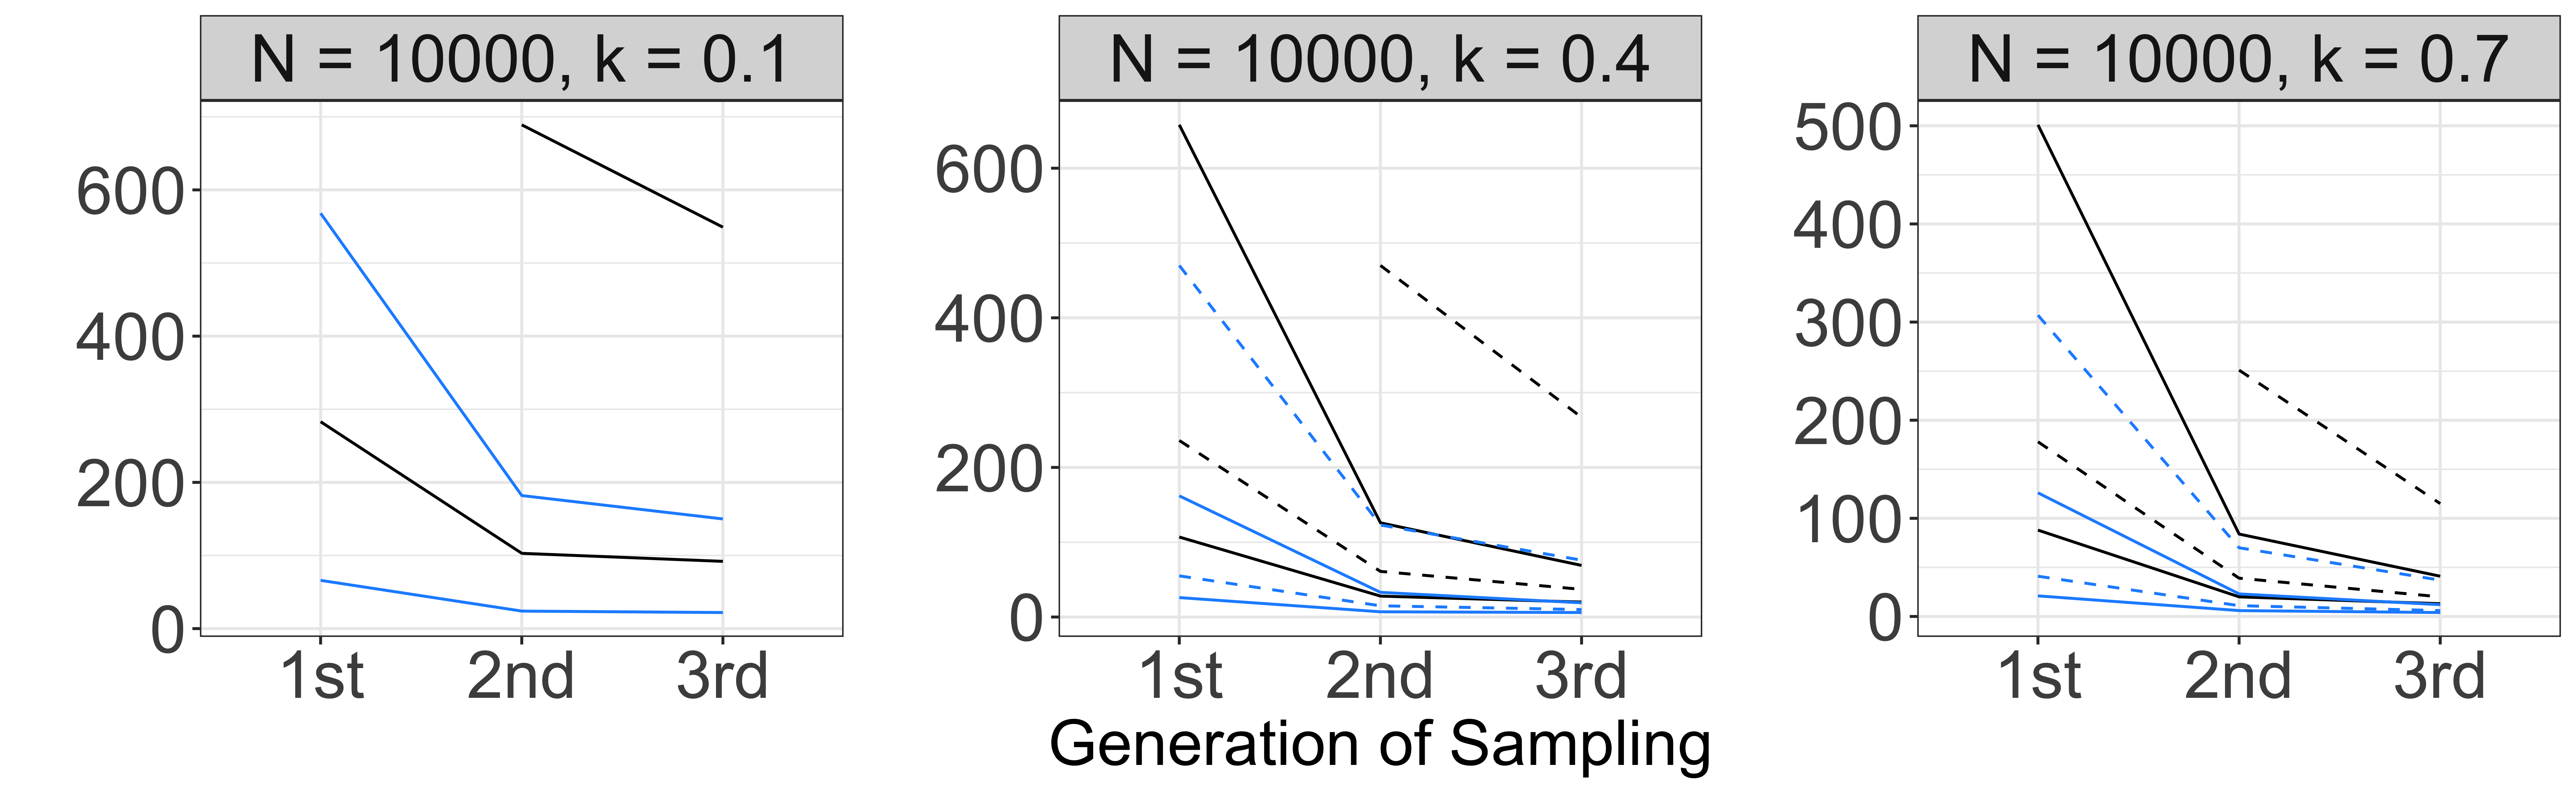 N = 10000, k = 0.1
600
400
200
0
1st 2nd 3rd
N = 10000, k = 0.4
600
400
200
0
1st 2nd 3rd
N = 10000, k = 0.7
500
400
300
200
100
0
1st 2nd 3rd
Generation of Sampling